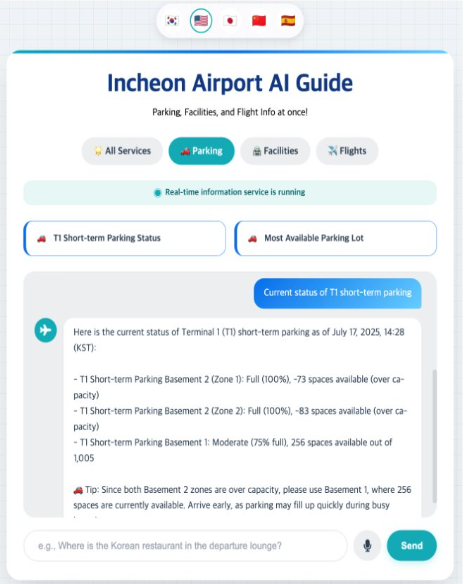 Incheon Airport AI Guide
Parking, Facilities, and Flight Info at once!
All Services
Parking
Facilities
Flights
Real-time information service is running
T1 Short-term Parking Status
Most Available Parking Lot
Current status of T1 short-term parking
Here is the current status of Terminal 1 (T1) short-term parking as of July 17, 2025, 14:28
(KST):
- T1 Short-term Parking Basement 2 (Zone 1): Full (100%), -73 spaces available (over ca-
pacity)
- T1 Short-term Parking Basement 2 (Zone 2): Full (100%), -83 spaces available (over ca-
pacity)
- T1 Short-term Parking Basement 1: Moderate (75% full), 256 spaces available out of
1,005
Tip: Since both Basement 2 zones are over capacity, please use Basement 1, where 256
spaces are currently available. Arrive early, as parking may fill up quickly during busy
e.g., Where is the Korean restaurant in the departure lounge?
Send